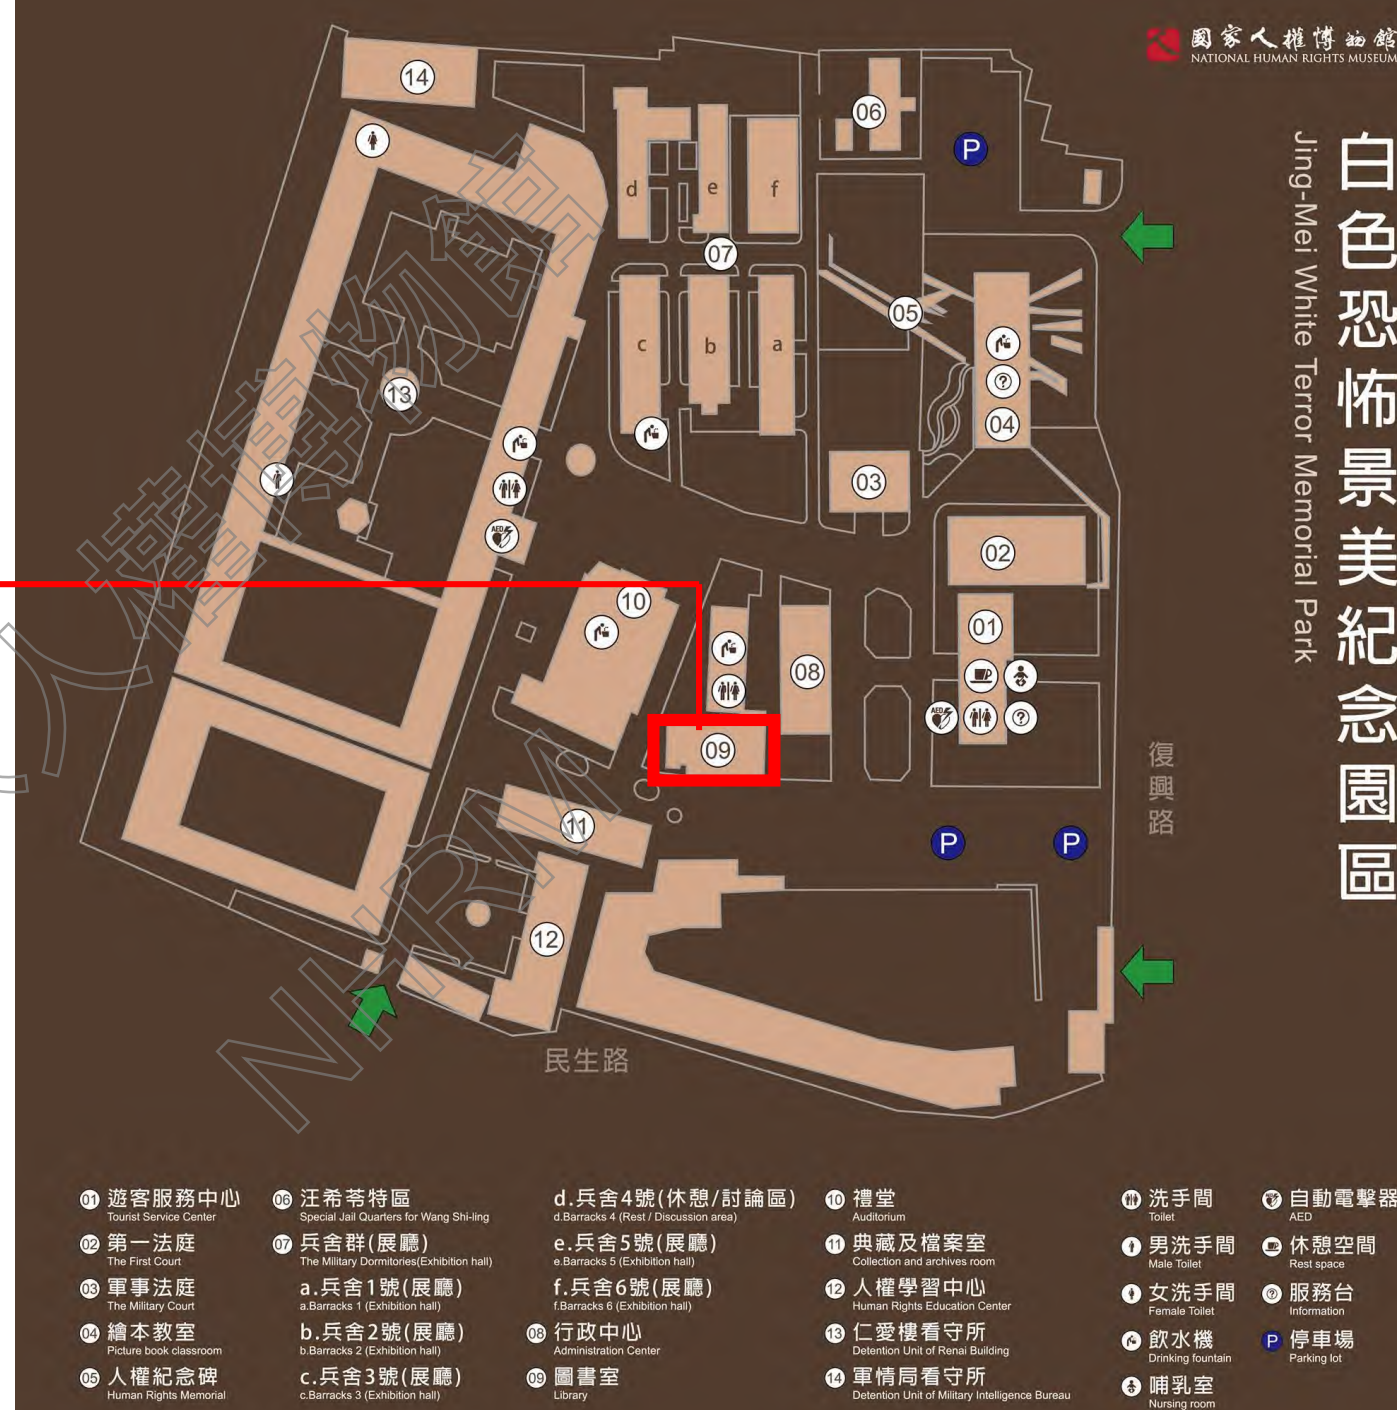 國家人權博物館
NATIONAL HUMAN RIGHTS MUSEUM
白色恐怖景美紀念園區
Jing-Mei White Terror Memorial Park
14
06
P
d
e
f
07
05
c
b
a
13
04
03
02
AED
10
01
08
AED
09
復興路
11
P
P
12
民生路
人權博物館
NHRM
01 遊客服務中心
Tourist Service Center
02 第一法庭
The First Court
03 軍事法庭
The Military Court
04 繪本教室
Picture book classroom
05 人權紀念碑
Human Rights Memorial
06 汪希苓特區
Special Jail Quarters for Wang Shi-ling
07 兵舍群(展廳)
The Military Dormitories(Exhibition hall)
a.兵舍1號(展廳)
a.Barracks 1 (Exhibition hall)
b.兵舍2號(展廳)
b.Barracks 2 (Exhibition hall)
c.兵舍3號(展廳)
c.Barracks 3 (Exhibition hall)
d.兵舍4號(休憩/討論區)
d.Barracks 4 (Rest / Discussion area)
e.兵舍5號(展廳)
e.Barracks 5 (Exhibition hall)
f.兵舍6號(展廳)
f.Barracks 6 (Exhibition hall)
08 行政中心
Administration Center
09 圖書室
Library
10 禮堂
Auditorium
11 典藏及檔案室
Collection and archives room
12 人權學習中心
Human Rights Education Center
13 仁愛樓看守所
Detention Unit of Renai Building
14 軍情局看守所
Detention Unit of Military Intelligence Bureau
洗手間
Toilet
男洗手間
Male Toilet
女洗手間
Female Toilet
飲水機
Drinking fountain
哺乳室
Nursing room
自動電擊器
AED
休憩空間
Rest space
服務台
Information
P 停車場
Parking lot